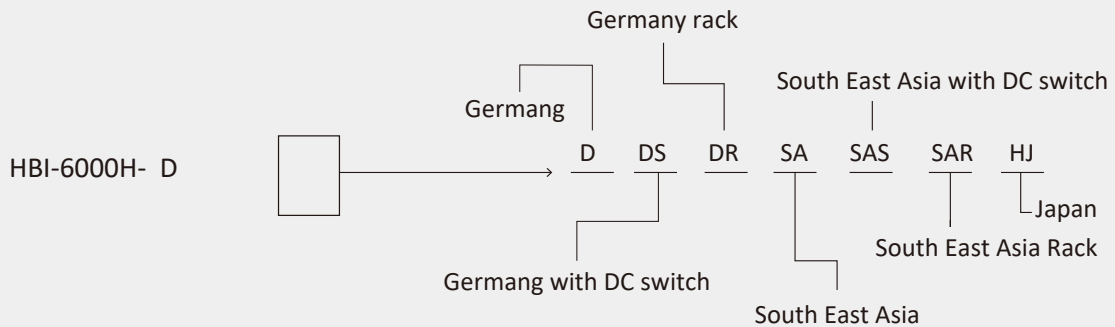 Germany rack
South East Asia with DC switch
Germang
HBI-6000H- D
D DS DR SA SAS SAR HJ
Japan
South East Asia Rack
Germang with DC switch
South East Asia